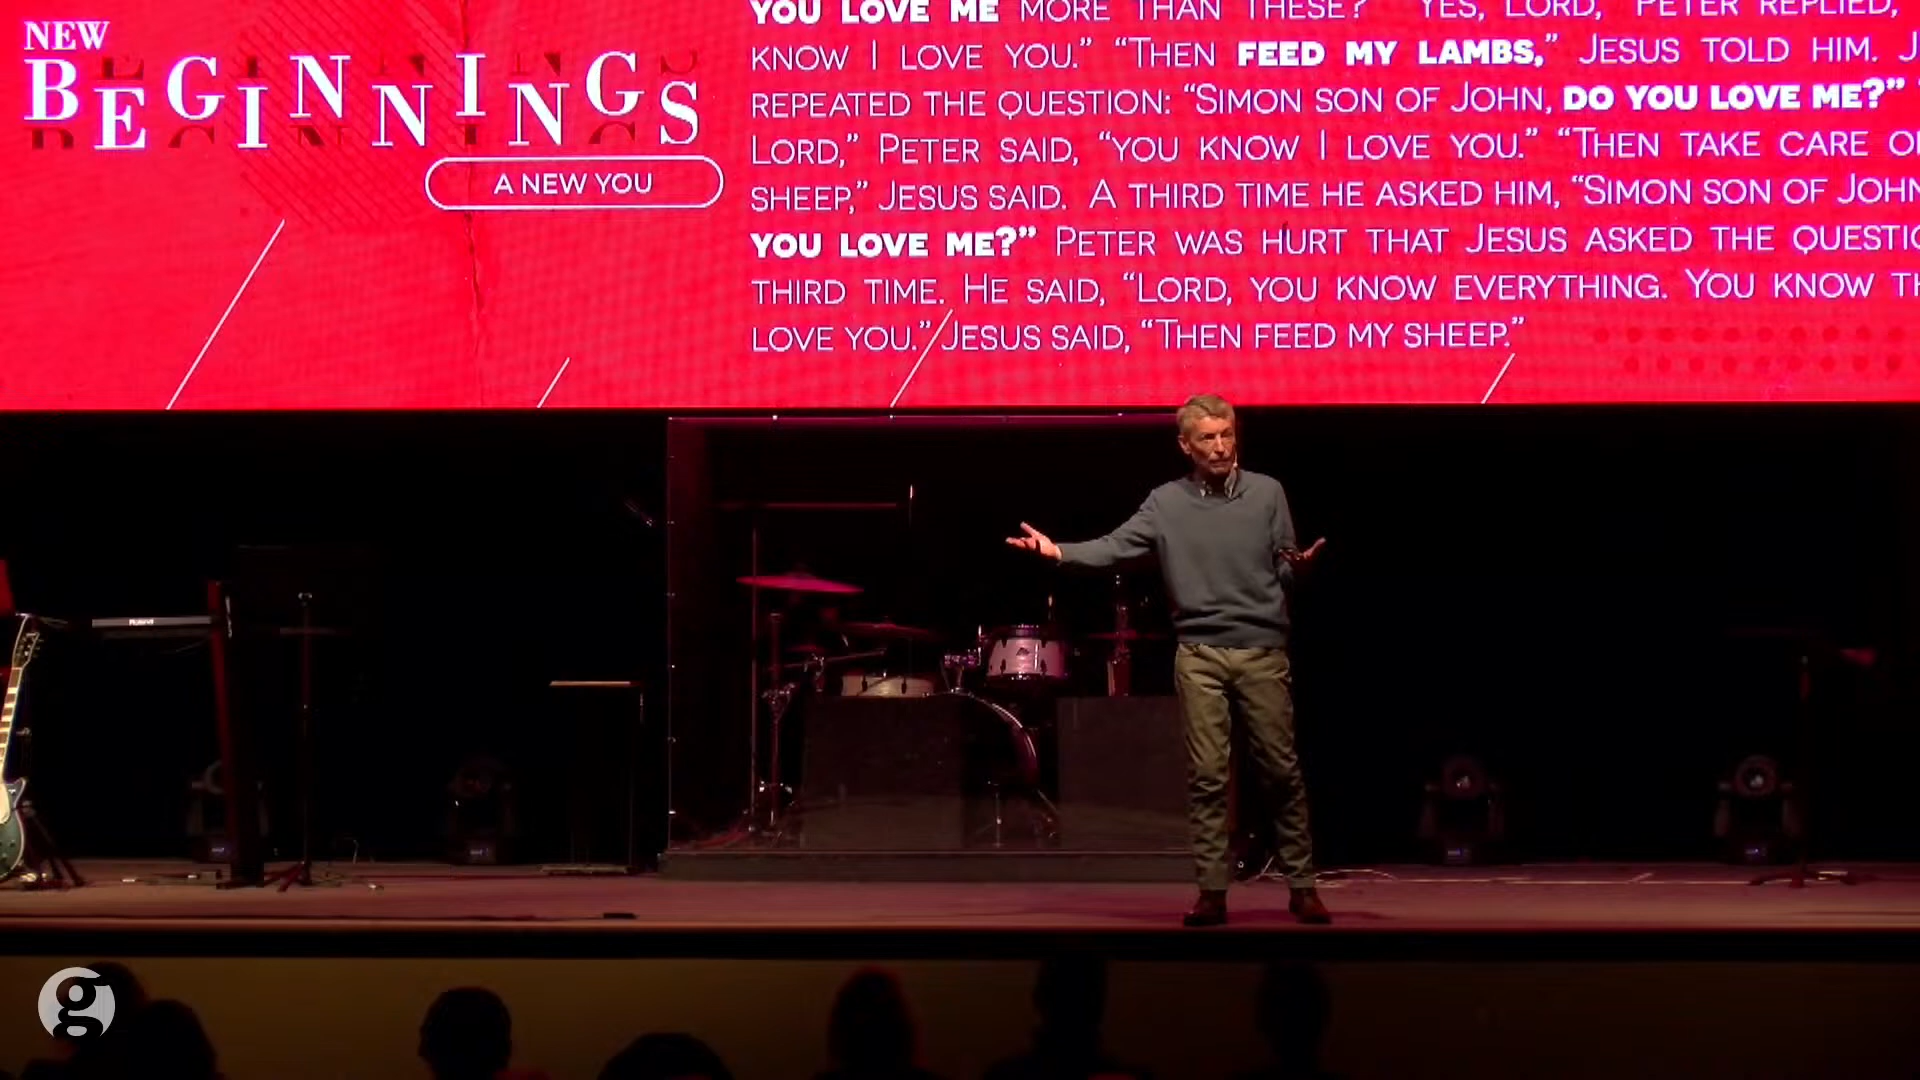 NEW
BEGINNINGS
A NEW YOU
YOU LOVE ME MORE THAN THESE?" "YES, LORD," PETER REPLIED,
KNOW I LOVE YOU." "THEN FEED MY LAMBS," JESUS TOLD HIM.
REPEATED THE QUESTION: "SIMON SON OF JOHN, DO YOU LOVE ME?"
LORD," PETER SAID, "YOU KNOW I LOVE YOU." "THEN TAKE CARE
SHEEP," JESUS SAID. A THIRD TIME HE ASKED HIM, "SIMON SON OF JOHN
YOU LOVE ME?" PETER WAS HURT THAT JESUS ASKED THE
THIRD TIME. HE SAID, "LORD, YOU KNOW EVERYTHING. YOU KNOW
LOVE YOU." JESUS SAID, "THEN FEED MY SHEEP."
Roland
g